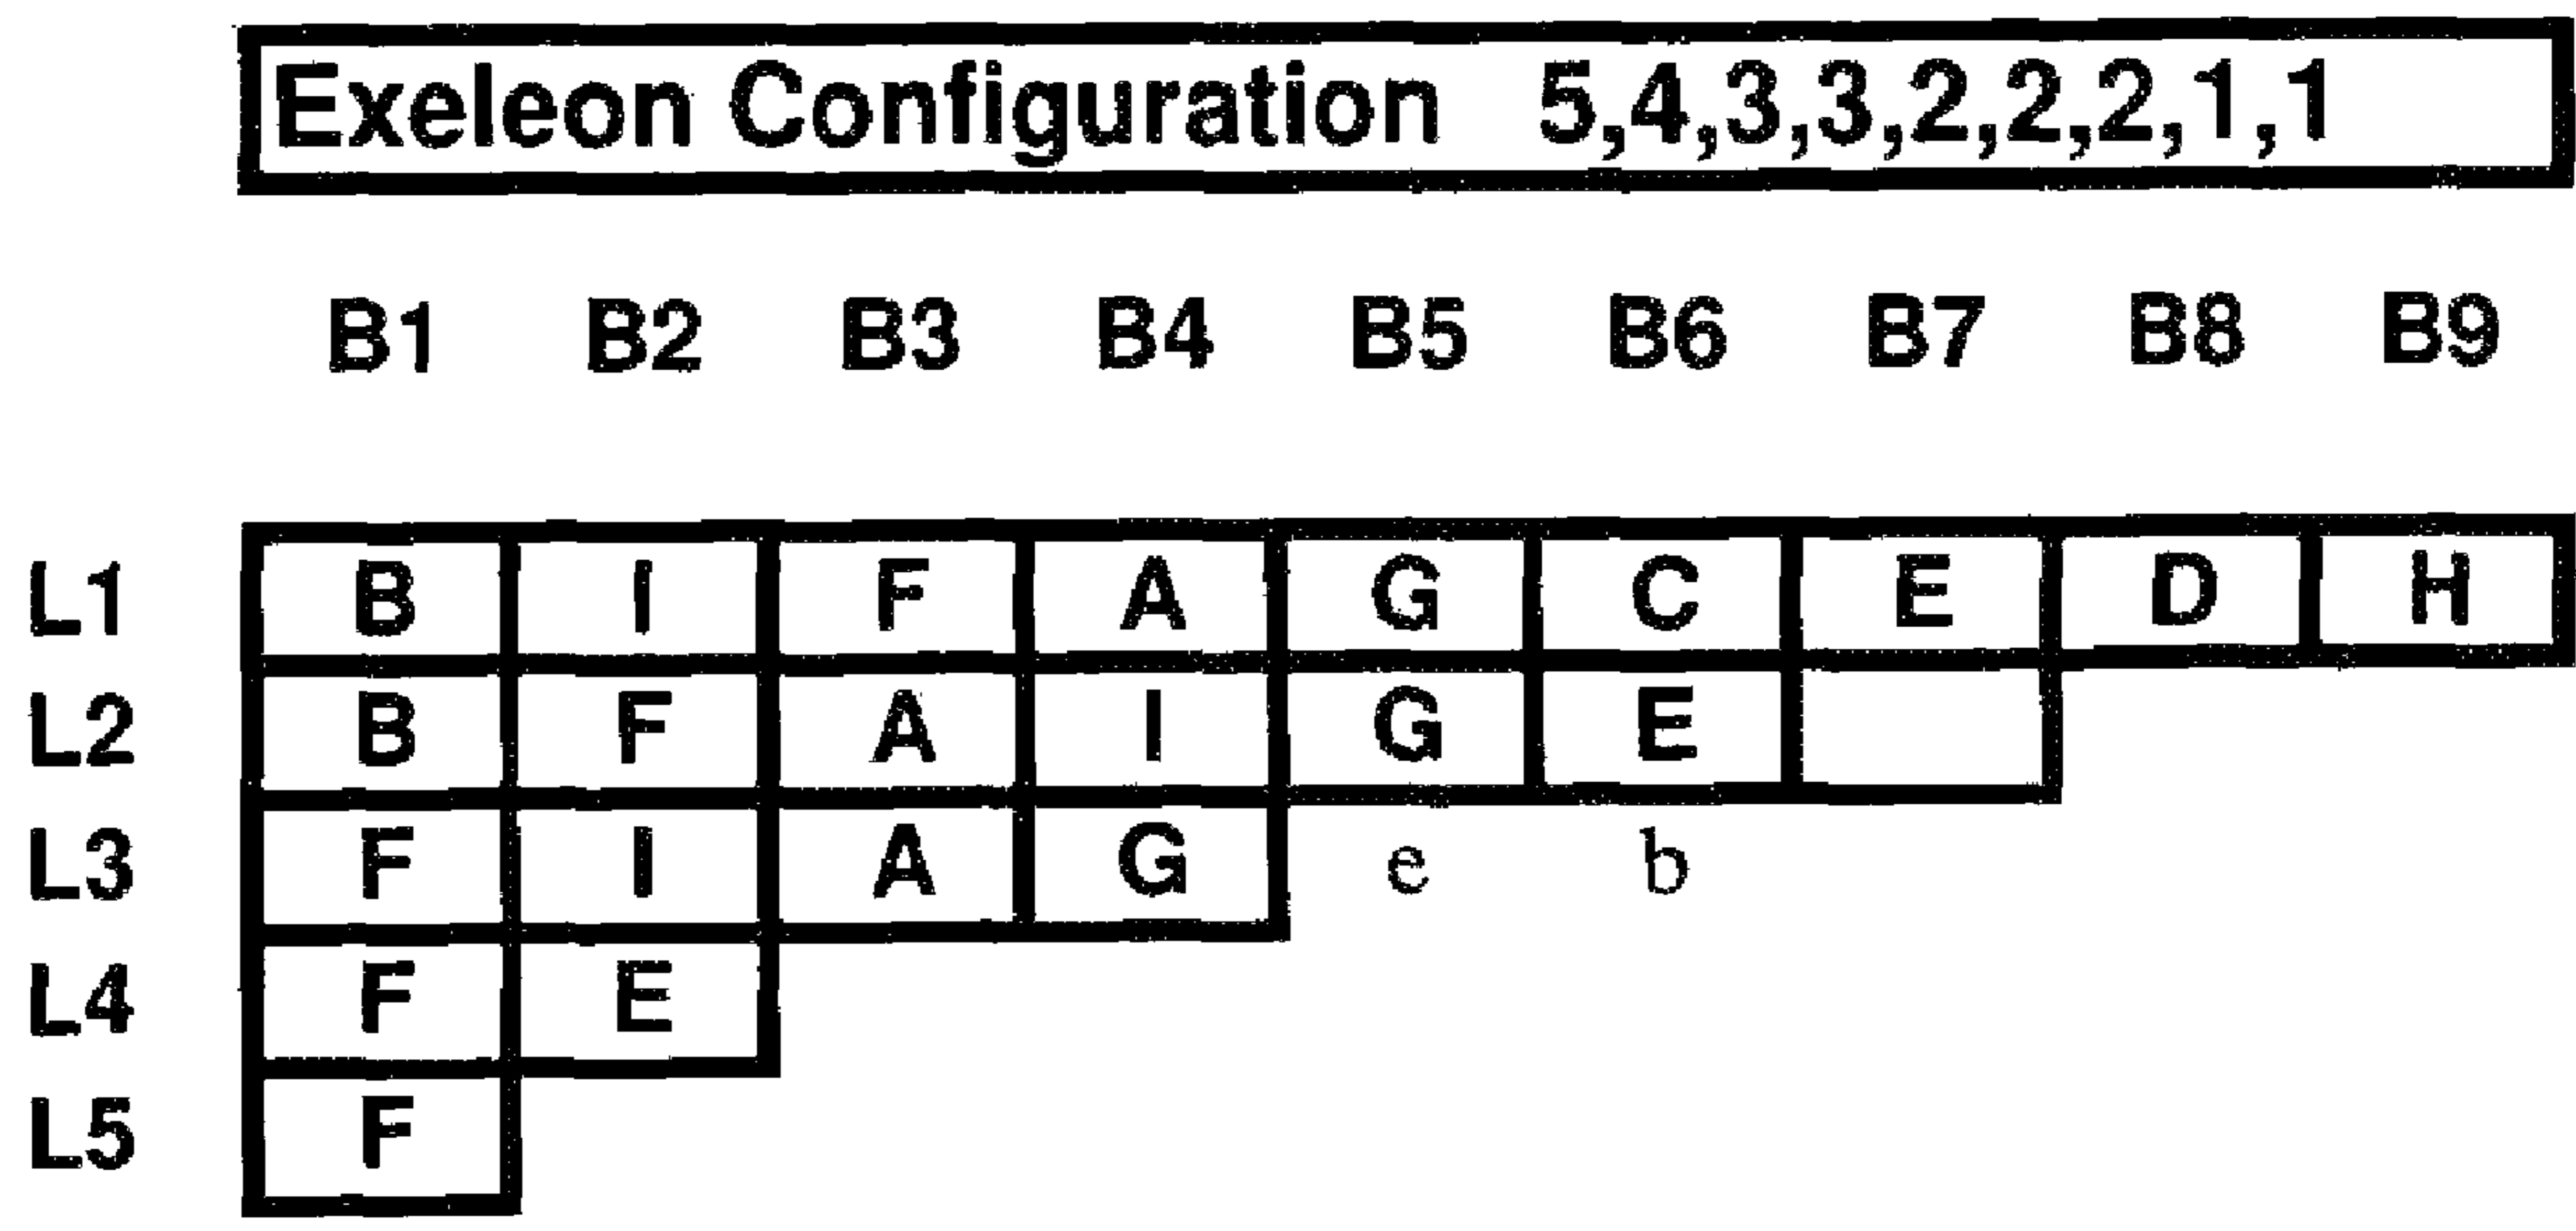 Exeleon Configuration 5,4,3,3,2,2,2,1,1
B1 B2 B3 B4 B5 B6 B7 B8 B9
L1 B I F A G C E D H
L2 B F A I G E
L3 F I A G e b
L4 F E
L5 F